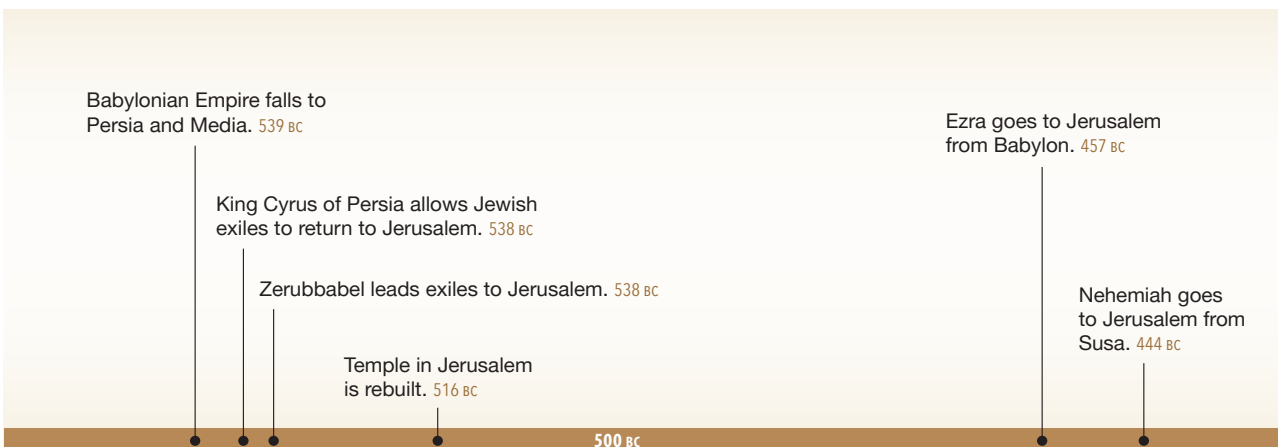 Babylonian Empire falls to
Persia and Media. 539 BC
King Cyrus of Persia allows Jewish
exiles to return to Jerusalem. 538 BC
Zerubbabel leads exiles to Jerusalem. 538 BC
Temple in Jerusalem
is rebuilt. 516 BC
500 BC
Ezra goes to Jerusalem
from Babylon. 457 BC
Nehemiah goes
to Jerusalem from
Susa. 444 BC